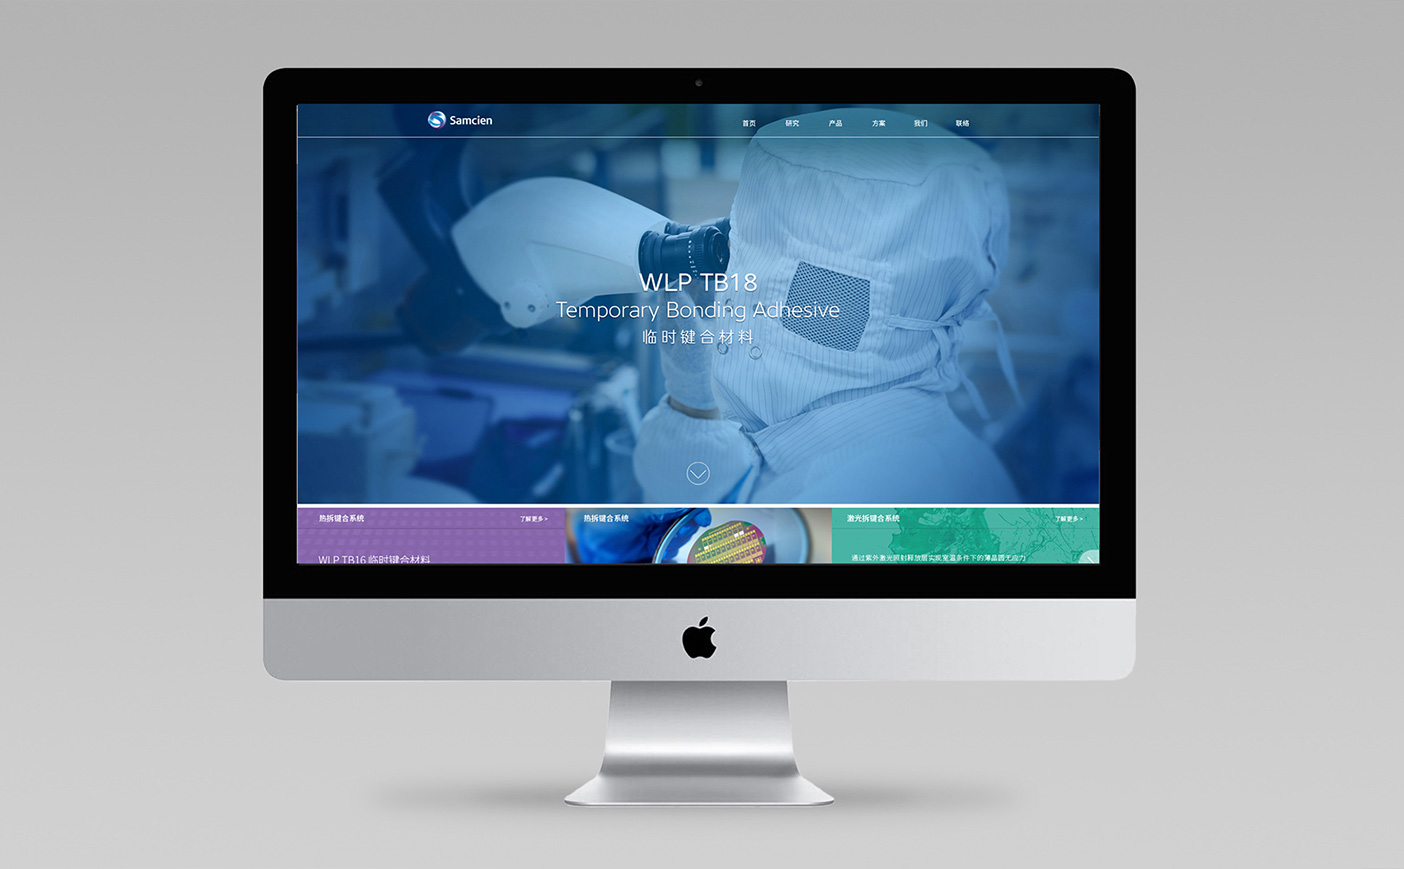 Samcien
首页 研究 产品 方案 我们 联络
WLP TB18
Temporary Bonding Adhesive
临时键合材料
热拆键合系统 了解更多 >
WLP TB16 临时键合材料
热拆键合系统
激光拆键合系统 了解更多 >
通过紫外激光照射释放层实现室温条件下的薄晶圆无应力